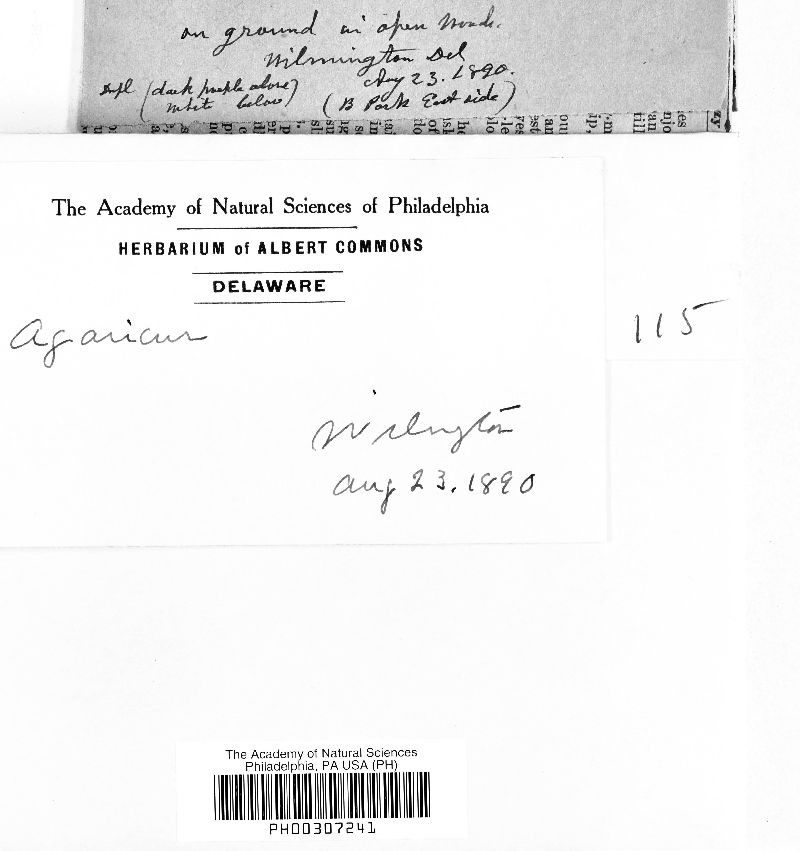 on ground in open woods.
Wilmington Del
Aug 23. 1890.
Dupl (dark purple above)
whit below
(B Park East side)
The Academy of Natural Sciences of Philadelphia
HERBARIUM of ALBERT COMMONS
DELAWARE
Agaricus
115
Wilmington
Aug 23. 1890
The Academy of Natural Sciences
Philadelphia, PA USA (PH)
PH00307241